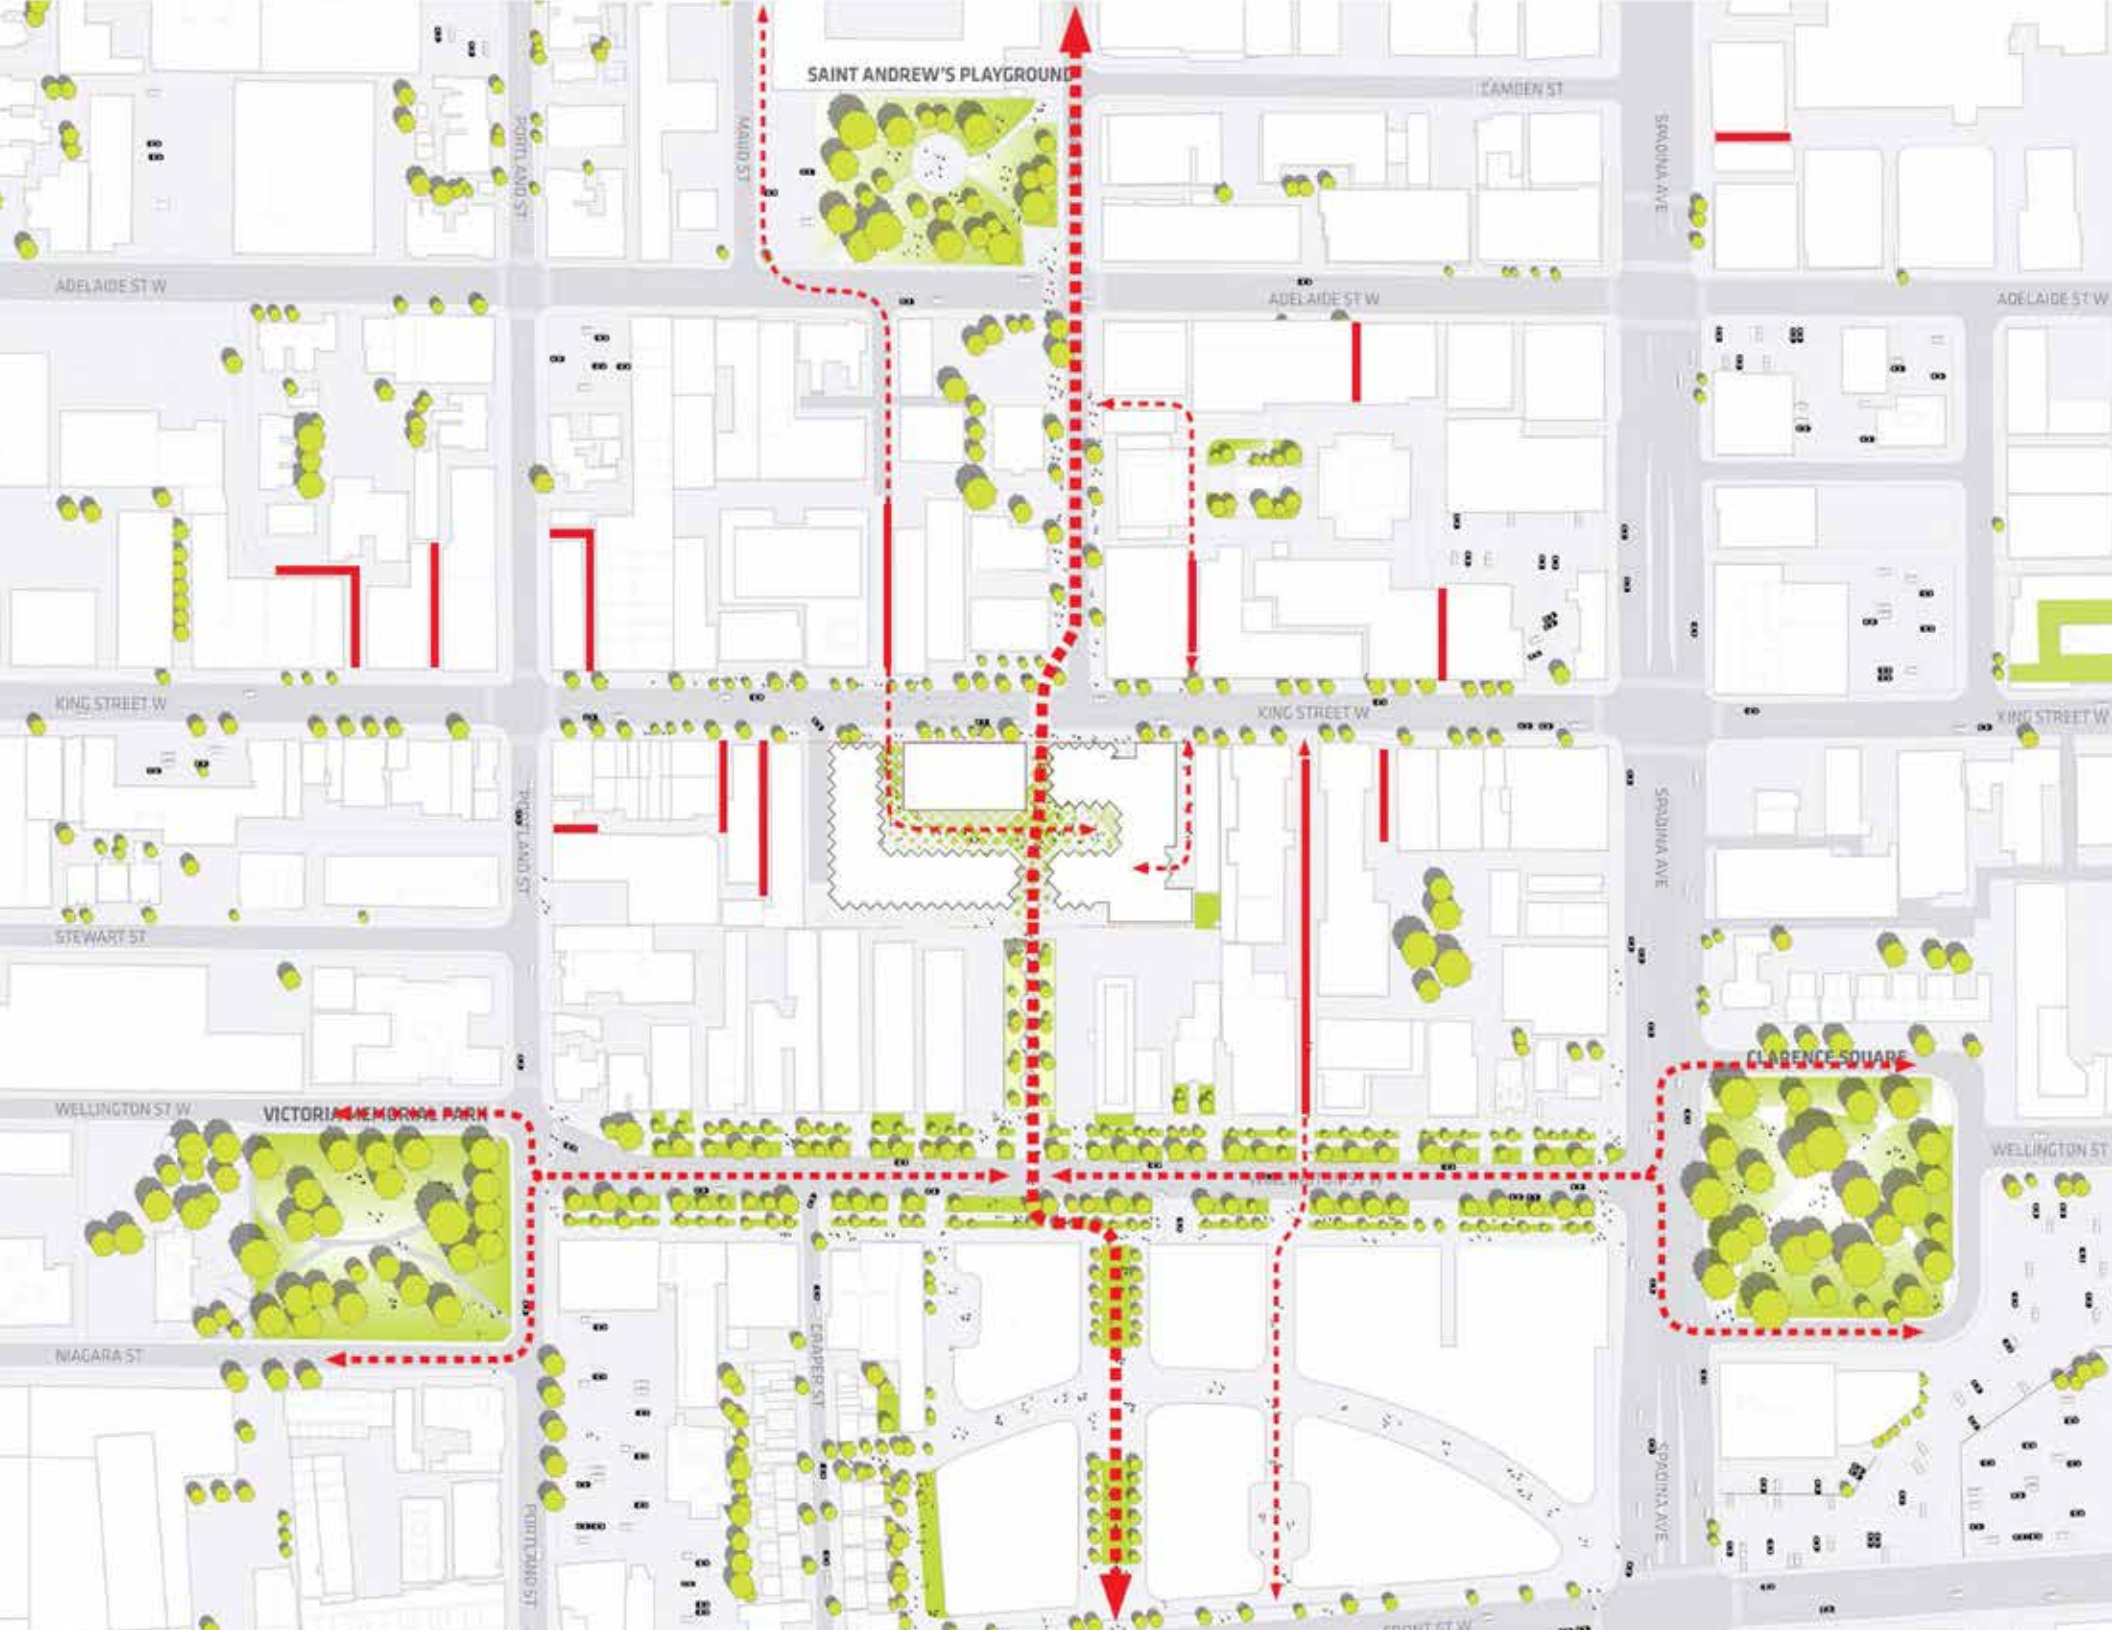 SAINT ANDREW'S PLAYGROUND
CAMDEN ST
PORTLAND ST
MAUD ST
SPADINA AVE
ADELAIDE ST W
ADELAIDE ST W
ADELAIDE ST W
KING STREET W
KING STREET W
KING STREET W
PORTLAND ST
SPADINA AVE
STEWART ST
CLARENCE SQUARE
WELLINGTON ST W
VICTORIA MEMORIAL PARK
WELLINGTON ST
WELLINGTON ST W
NIAGARA ST
DRAPER ST
SPADINA AVE
PORTLAND ST
FRONT ST W